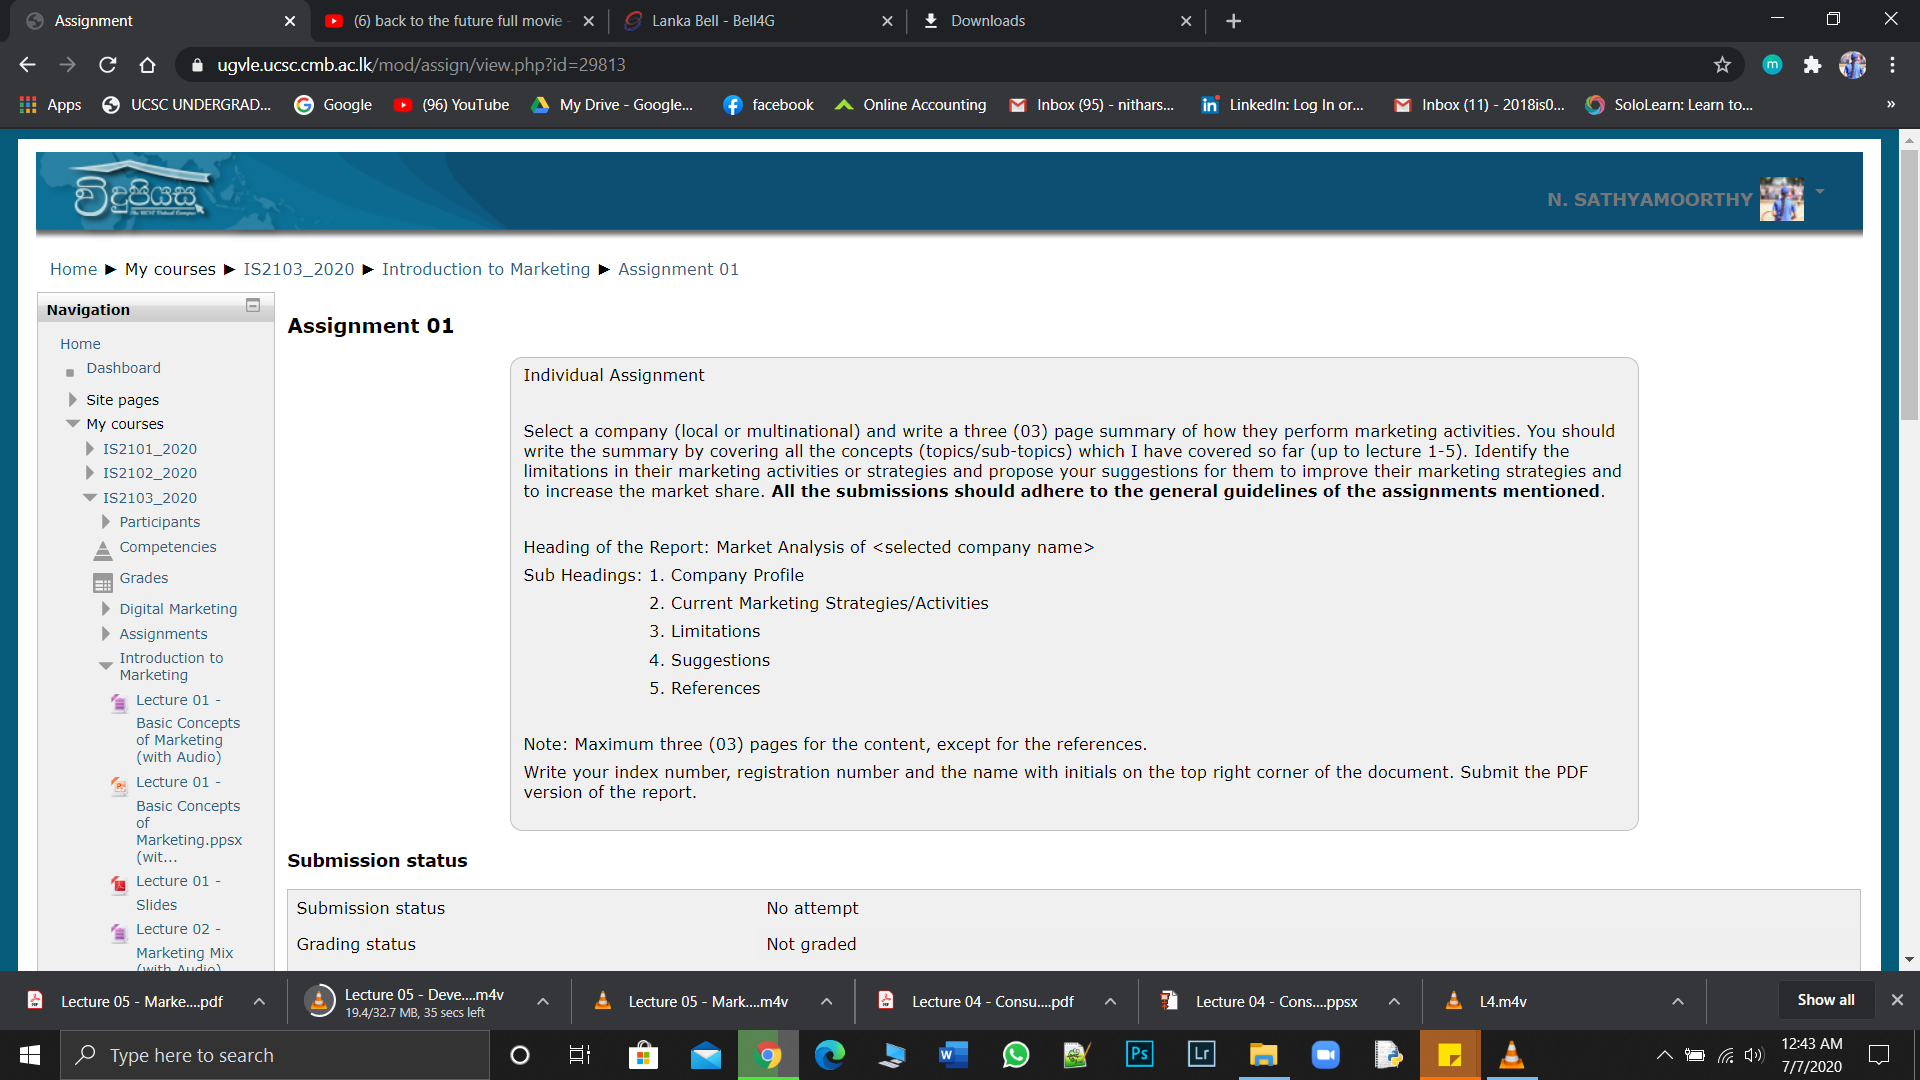 Assignment
(6) back to the future full movie
Lanka Bell - Bell4G
Downloads
ugvle.ucsc.cmb.ac.lk/mod/assign/view.php?id=29813
m
Apps
UCSC UNDERGRAD...
Google
(96) YouTube
My Drive - Google...
facebook
Online Accounting
Inbox (95) - nithars...
LinkedIn: Log In or...
Inbox (11) - 2018is0...
SoloLearn: Learn to...
»
විදුපියස
N. SATHYAMOORTHY
Home ► My courses ► IS2103_2020 ► Introduction to Marketing ► Assignment 01
Navigation
Home
Dashboard
Site pages
My courses
IS2101_2020
IS2102_2020
IS2103_2020
Participants
Competencies
Grades
Digital Marketing
Assignments
Introduction to
Marketing
Lecture 01 -
Basic Concepts
of Marketing
(with Audio)
Lecture 01 -
Basic Concepts
of
Marketing.ppsx
(wit...
Lecture 01 -
Slides
Lecture 02 -
Marketing Mix
(with Audio)
Assignment 01
Individual Assignment
Select a company (local or multinational) and write a three (03) page summary of how they perform marketing activities. You should
write the summary by covering all the concepts (topics/sub-topics) which I have covered so far (up to lecture 1-5). Identify the
limitations in their marketing activities or strategies and propose your suggestions for them to improve their marketing strategies and
to increase the market share. All the submissions should adhere to the general guidelines of the assignments mentioned.
Heading of the Report: Market Analysis of <selected company name>
Sub Headings: 1. Company Profile
2. Current Marketing Strategies/Activities
3. Limitations
4. Suggestions
5. References
Note: Maximum three (03) pages for the content, except for the references.
Write your index number, registration number and the name with initials on the top right corner of the document. Submit the PDF
version of the report.
Submission status
Submission status No attempt
Grading status Not graded
Lecture 05 - Marke....pdf
Lecture 05 - Deve....m4v
19.4/32.7 MB, 35 secs left
Lecture 05 - Mark....m4v
Lecture 04 - Consu....pdf
Lecture 04 - Cons....ppsx
L4.m4v
Show all
Type here to search
Ps
Lr
12:43 AM
7/7/2020